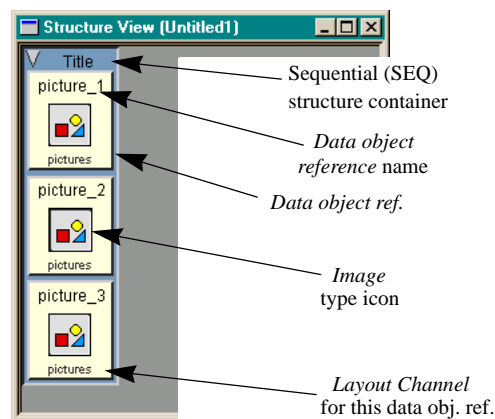 Structure View (Untitled1)
Title
picture_1
pictures
picture_2
pictures
picture_3
pictures
Sequential (SEQ)
structure container
Data object
reference name
Data object ref.
Image
type icon
Layout Channel
for this data obj. ref.